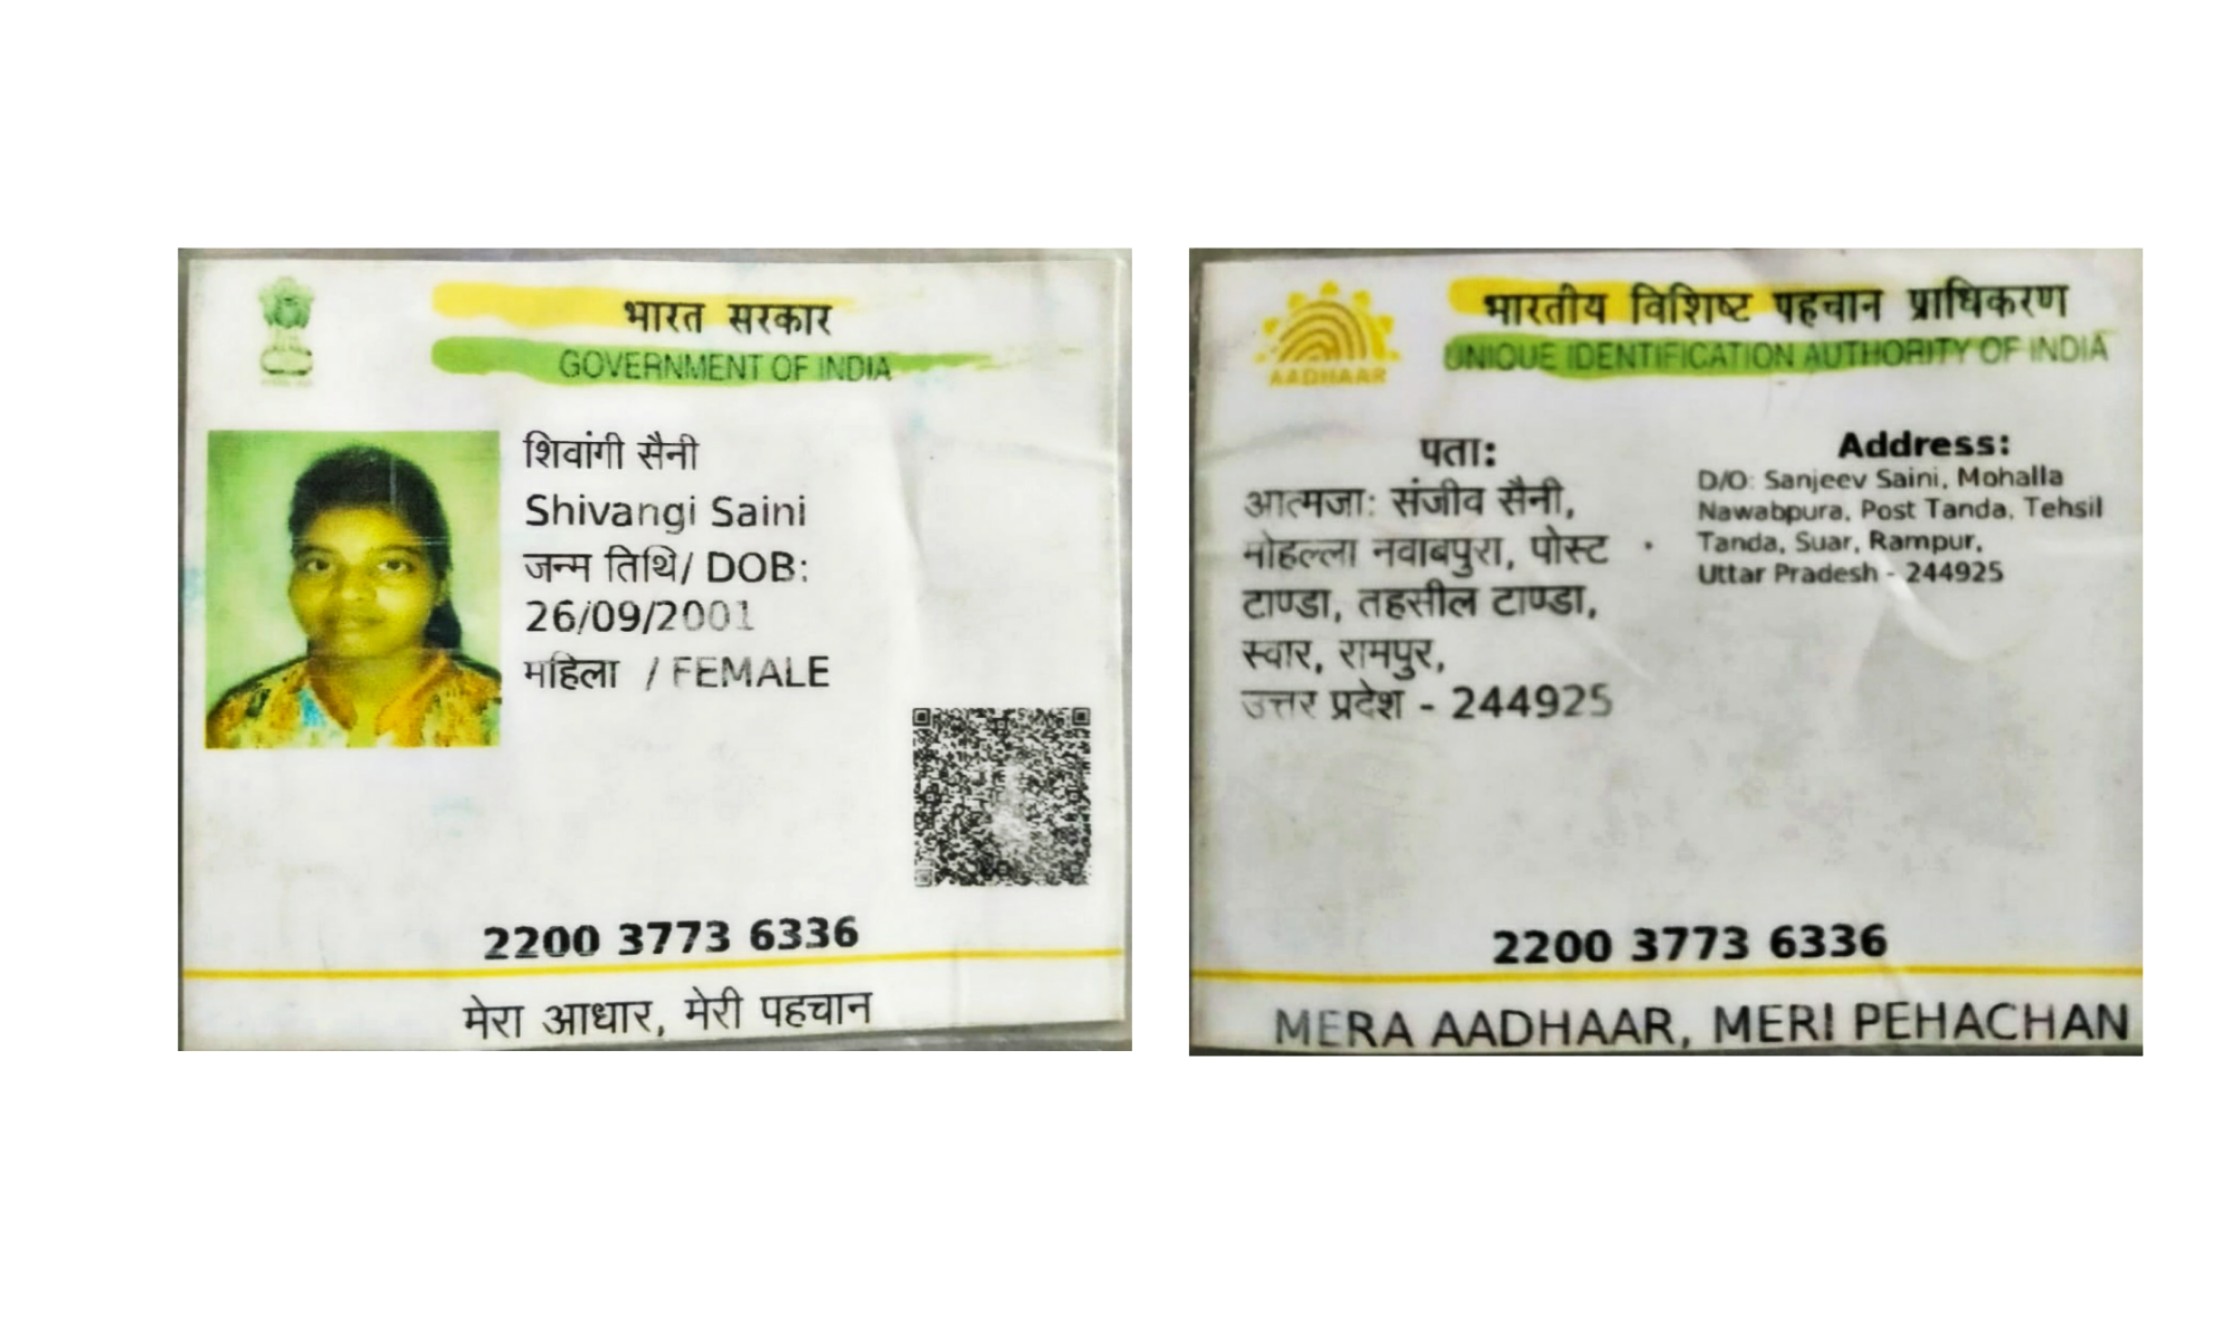 भारत सरकार
GOVERNMENT OF INDIA
शिवांगी सैनी
Shivangi Saini
जन्म तिथि/ DOB:
26/09/2001
महिला / FEMALE
2200 3773 6336
मेरा आधार, मेरी पहचान
भारतीय विशिष्ट पहचान प्राधिकरण
UNIQUE IDENTIFICATION AUTHORITY OF INDIA
AADHAAR
पता:
आत्मजा: संजीव सैनी,
मोहल्ला नवाबपुरा, पोस्ट
टाण्डा, तहसील टाण्डा,
स्वार, रामपुर,
उत्तर प्रदेश - 244925
Address:
D/O: Sanjeev Saini, Mohalla
Nawabpura, Post Tanda, Tehsil
Tanda, Suar, Rampur,
Uttar Pradesh - 244925
2200 3773 6336
MERA AADHAAR, MERI PEHACHAN